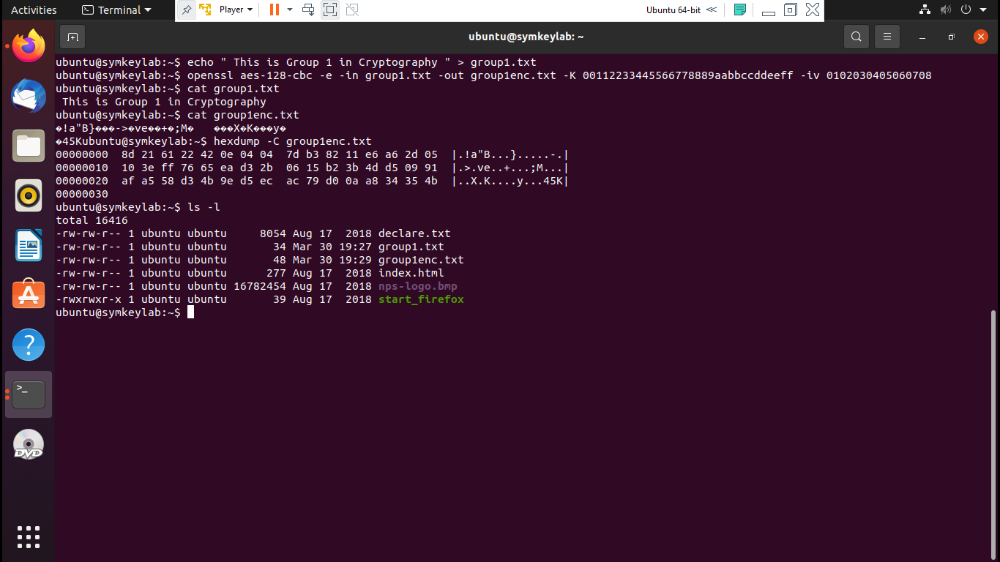 Activities Terminal Player Ubuntu 64-bit <<
ubuntu@symkeylab: ~
ubuntu@symkeylab:~$ echo " This is Group 1 in Cryptography " > group1.txt
ubuntu@symkeylab:~$ openssl aes-128-cbc -e -in group1.txt -out group1enc.txt -K 00112233445566778889aabbccddeeff -iv 0102030405060708
ubuntu@symkeylab:~$ cat group1.txt
 This is Group 1 in Cryptography
ubuntu@symkeylab:~$ cat group1enc.txt
�!a"B}���->�ve��+�;M�   ���X�K���y�
�45Kubuntu@symkeylab:~$ hexdump -C group1enc.txt
00000000  8d 21 61 22 42 0e 04 04  7d b3 82 11 e6 a6 2d 05  |.!a"B...}.....-.|
00000010  10 3e ff 76 65 ea d3 2b  06 15 b2 3b 4d d5 09 91  |.>.ve..+...;M...|
00000020  af a5 58 d3 4b 9e d5 ec  ac 79 d0 0a a8 34 35 4b  |..X.K....y...45K|
00000030
ubuntu@symkeylab:~$ ls -l
total 16416
-rw-rw-r-- 1 ubuntu ubuntu     8054 Aug 17  2018 declare.txt
-rw-rw-r-- 1 ubuntu ubuntu       34 Mar 30 19:27 group1.txt
-rw-rw-r-- 1 ubuntu ubuntu       48 Mar 30 19:29 group1enc.txt
-rw-rw-r-- 1 ubuntu ubuntu      277 Aug 17  2018 index.html
-rw-rw-r-- 1 ubuntu ubuntu 16782454 Aug 17  2018 nps-logo.bmp
-rwxrwxr-x 1 ubuntu ubuntu       39 Aug 17  2018 start_firefox
ubuntu@symkeylab:~$
>_
DVD